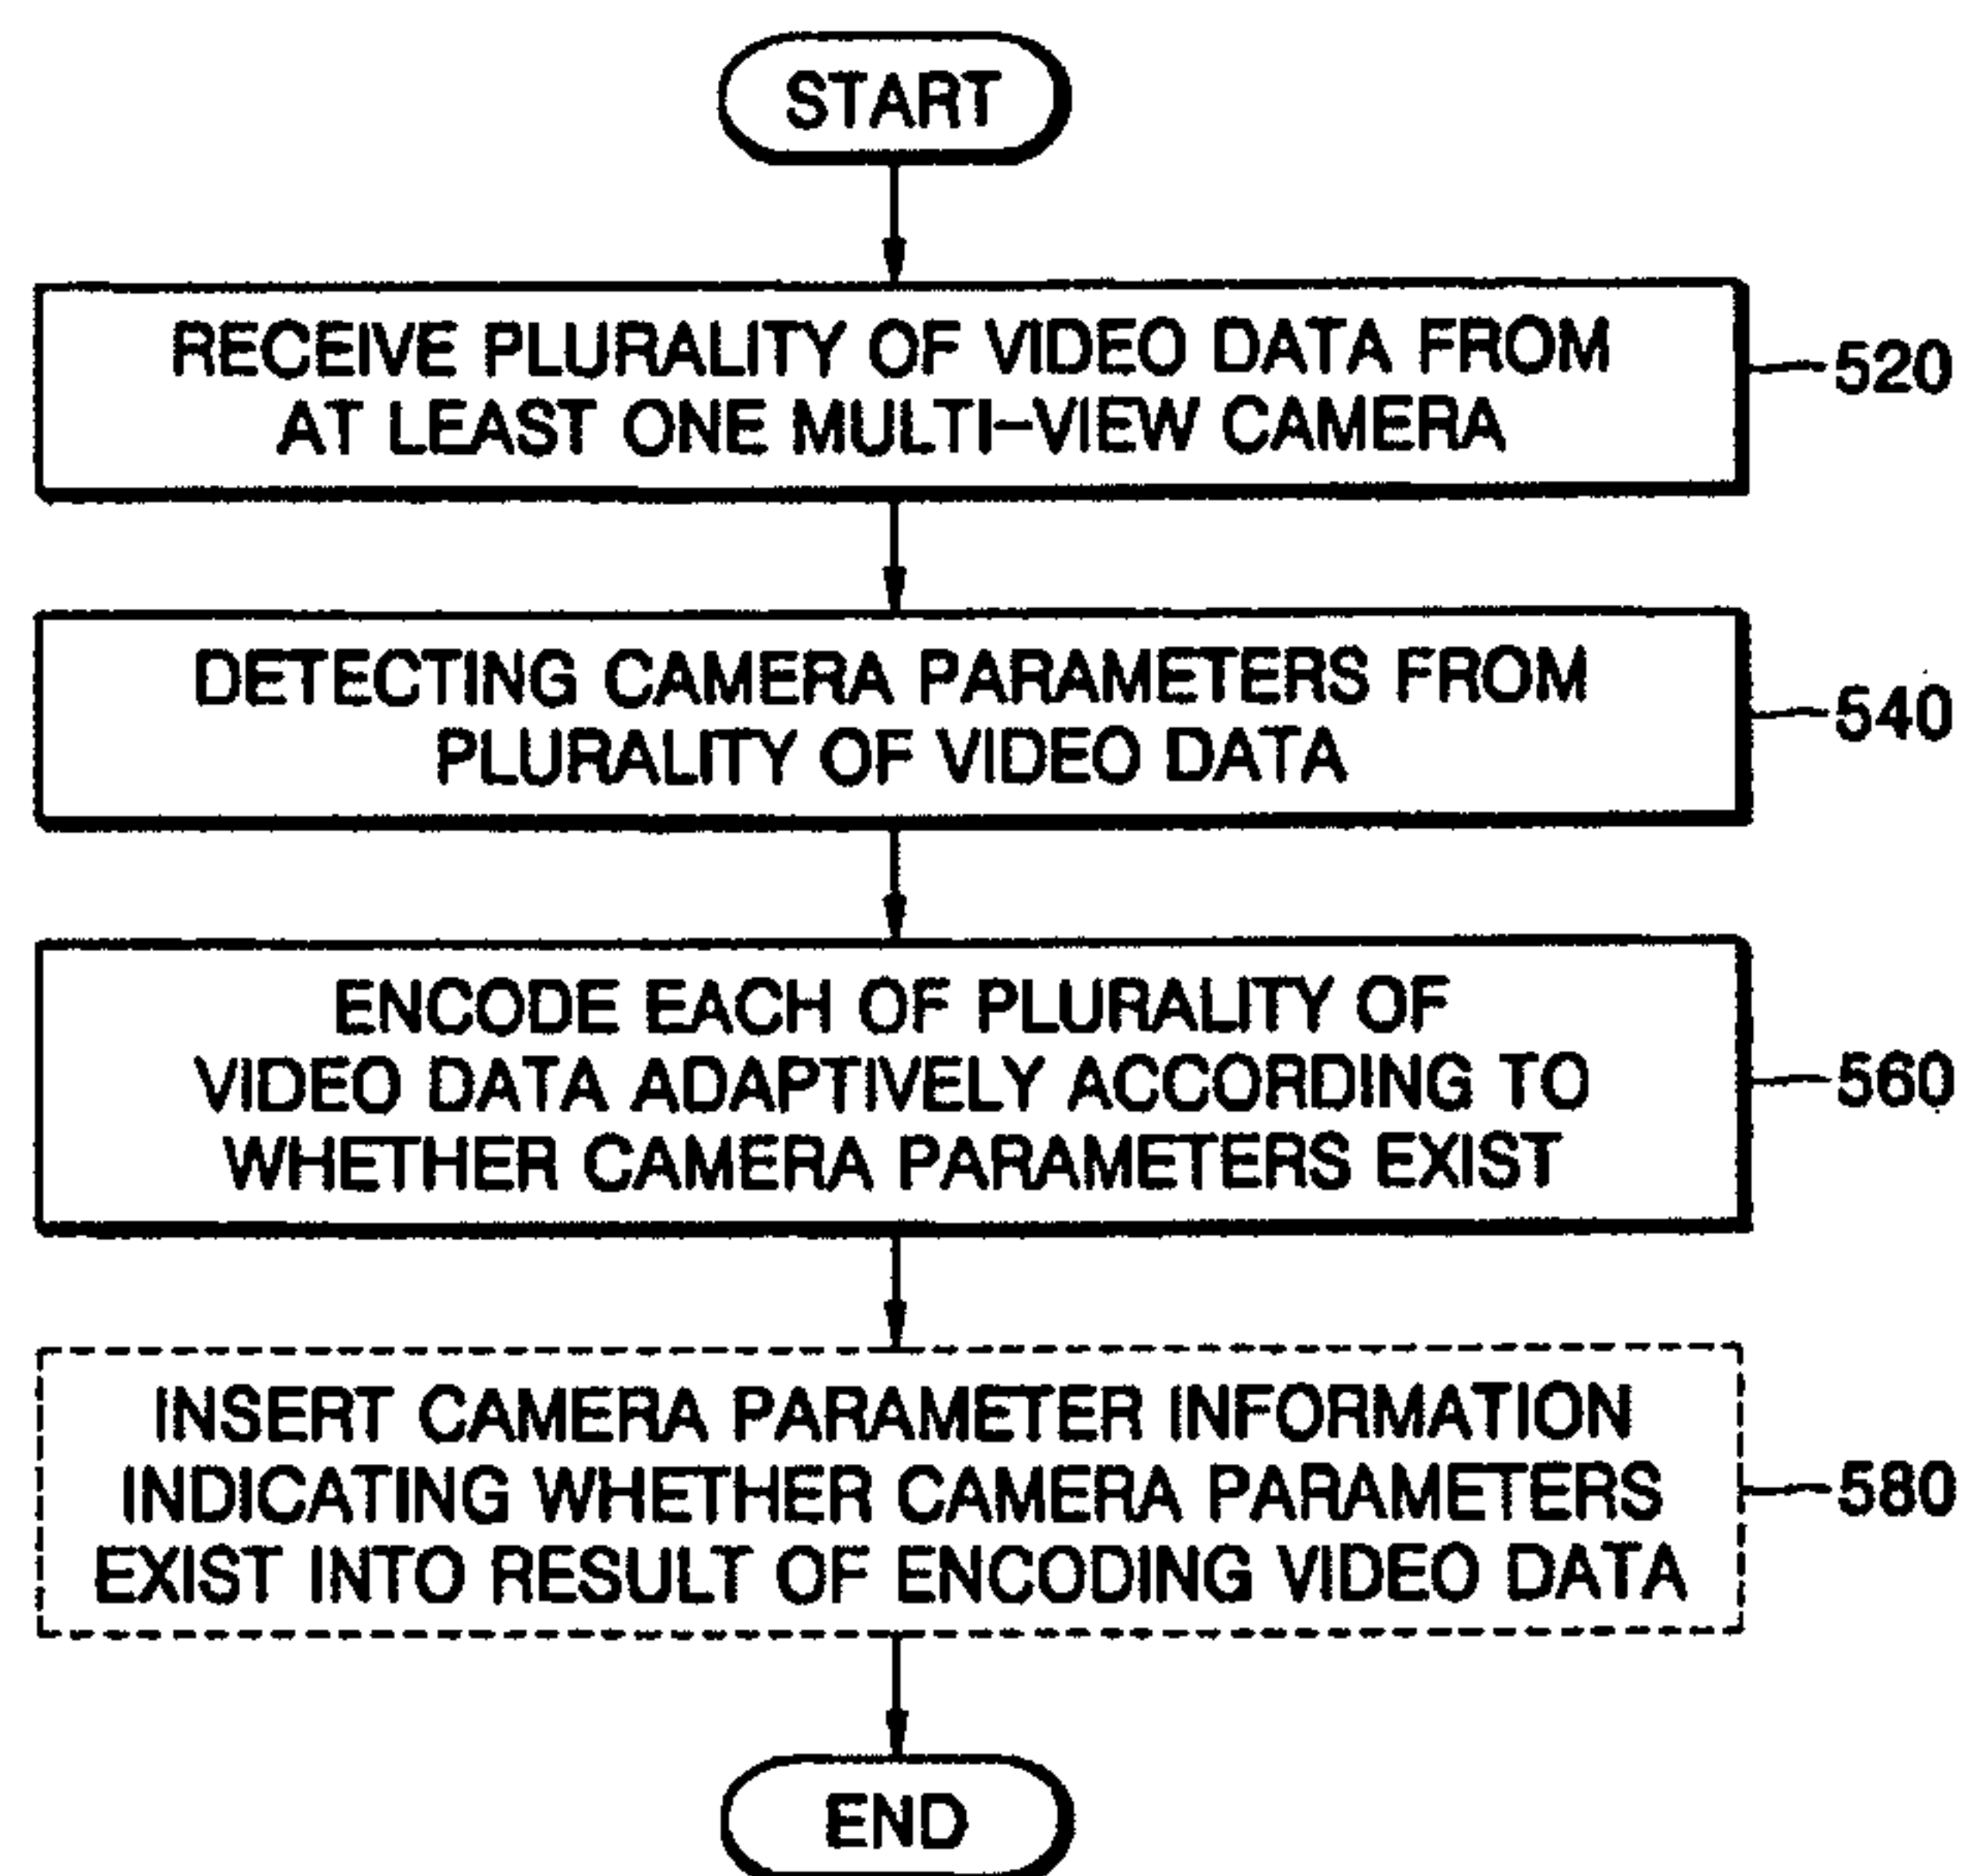 START
RECEIVE PLURALITY OF VIDEO DATA FROM
AT LEAST ONE MULTI-VIEW CAMERA
520
DETECTING CAMERA PARAMETERS FROM
PLURALITY OF VIDEO DATA
540
ENCODE EACH OF PLURALITY OF
VIDEO DATA ADAPTIVELY ACCORDING TO
WHETHER CAMERA PARAMETERS EXIST
560
INSERT CAMERA PARAMETER INFORMATION
INDICATING WHETHER CAMERA PARAMETERS
EXIST INTO RESULT OF ENCODING VIDEO DATA
580
END